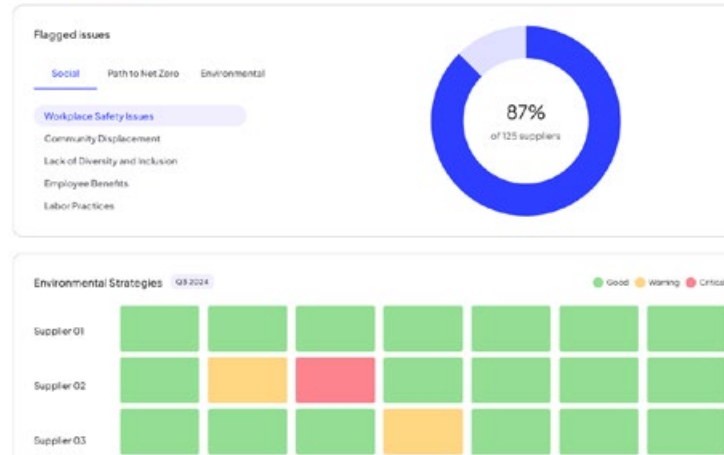 Flagged issues
Social Path to Net Zero Environmental
Workplace Safety Issues
Community Displacement
Lack of Diversity and Inclusion
Employee Benefits
Labor Practices
87%
of 125 suppliers
Environmental Strategies Q3 2024
Good Warning Critical
Supplier 01
Supplier 02
Supplier 03